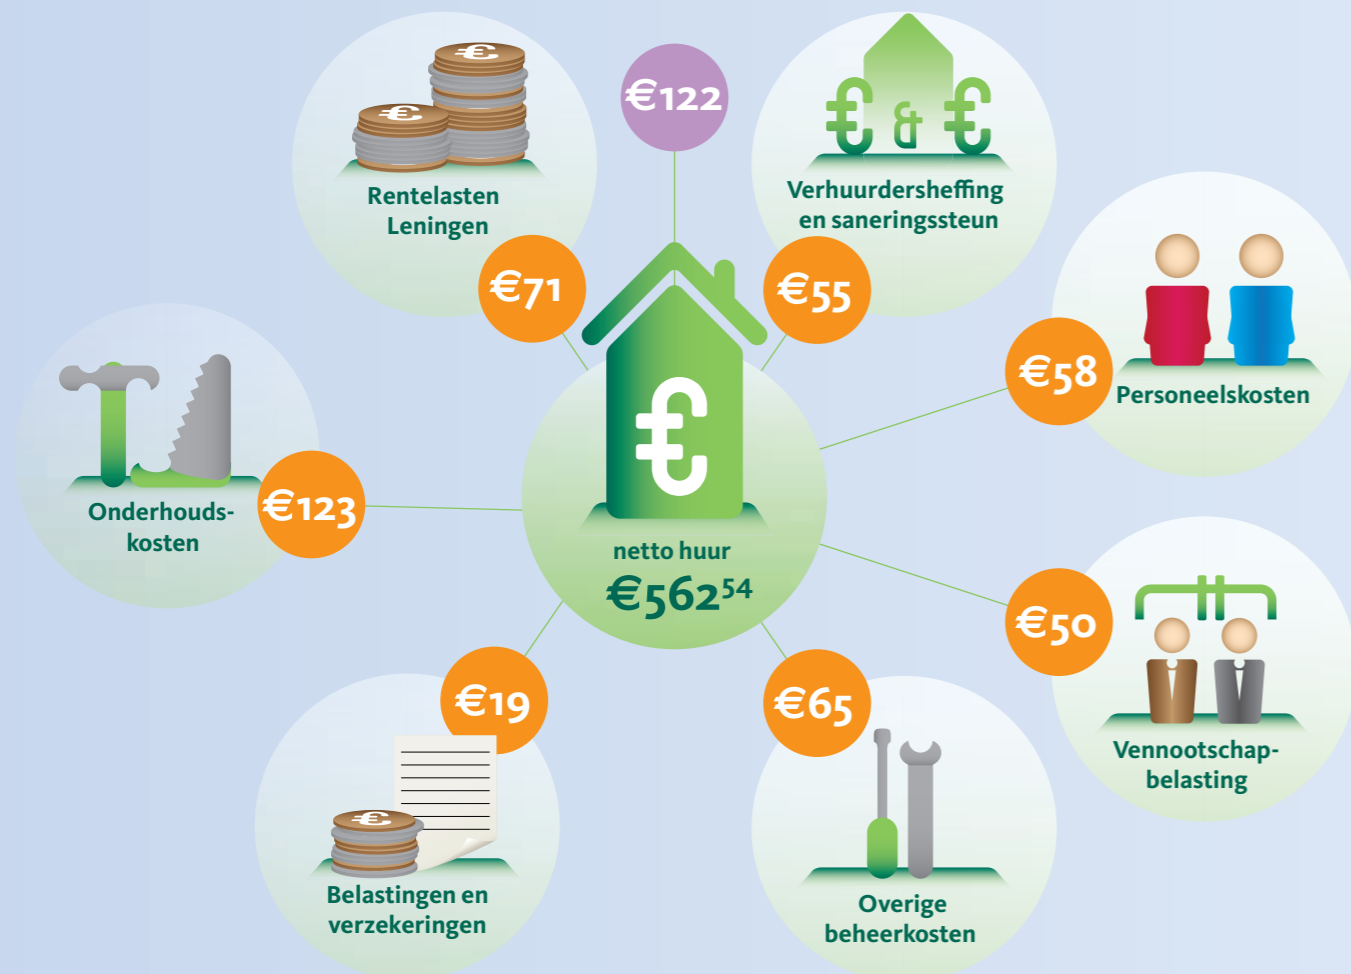 €
€
€122
€ & €
Rentelasten
Leningen
€71
Verhuurdersheffing
en saneringssteun
€55
€58
Personeelskosten
€
Onderhouds-
kosten
€123
netto huur
€562⁵⁴
€50
Vennootschap-
belasting
€19
€
Belastingen en
verzekeringen
€65
Overige
beheerkosten